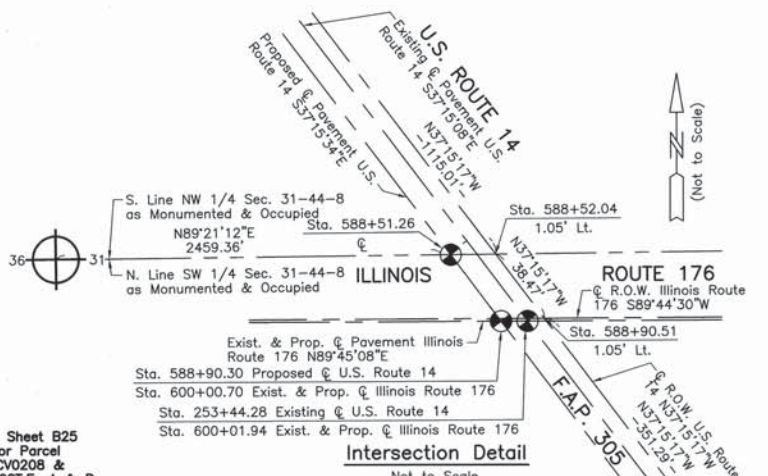 U.S. ROUTE 14
Existing ℄ Pavement U.S.
Route 14 S37°15'08"E
Proposed ℄ Pavement U.S.
Route 14 S37°15'34"E
N37°15'17"W
1115.01'
N
(Not to Scale)
S. Line NW 1/4 Sec. 31-44-8
as Monumented & Occupied
N89°21'12"E
2459.36'
Sta. 588+51.26
Sta. 588+52.04
1.05' Lt.
℄
36
31
N. Line SW 1/4 Sec. 31-44-8
as Monumented & Occupied
ILLINOIS
ROUTE 176
N37°15'17"W
38.47'
℄ R.O.W. Illinois Route
176 S89°44'30"W
Exist. & Prop. ℄ Pavement Illinois
Route 176 N89°45'08"E
Sta. 588+90.51
1.05' Lt.
Sta. 588+90.30 Proposed ℄ U.S. Route 14
Sta. 600+00.70 Exist. & Prop. ℄ Illinois Route 176
Sta. 253+44.28 Existing ℄ U.S. Route 14
Sta. 600+01.94 Exist. & Prop. ℄ Illinois Route 176
F.A.P. 305
℄ R.O.W. U.S. Route
14 N37°15'17"W
N37°15'17"W
351.29'
Sheet B25
or Parcel
CV0208 &
Intersection Detail